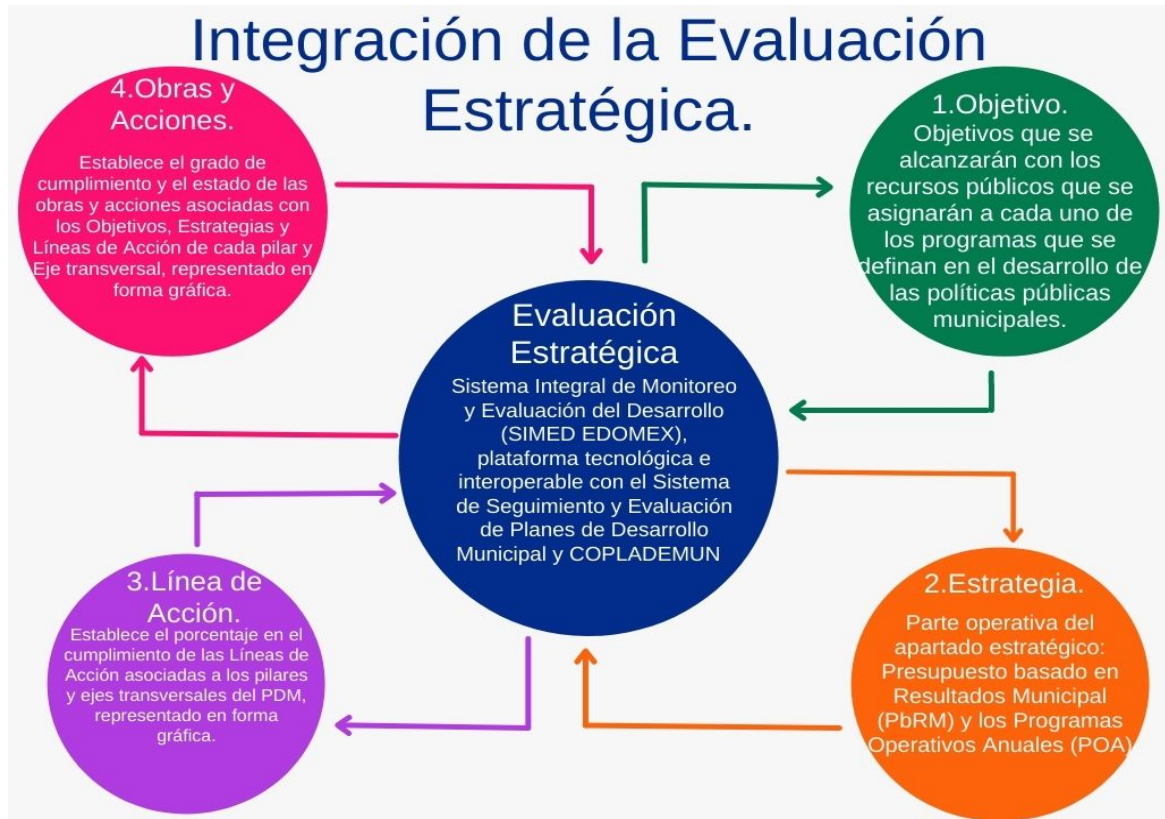 Integración de la Evaluación
Estratégica.
4.Obras y
Acciones.
Establece el grado de
cumplimiento y el estado de las
obras y acciones asociadas con
los Objetivos, Estrategias y
Líneas de Acción de cada pilar y
Eje transversal, representado en
forma gráfica.
1.Objetivo.
Objetivos que se
alcanzarán con los
recursos públicos que se
asignarán a cada uno de
los programas que se
definan en el desarrollo de
las políticas públicas
municipales.
Evaluación
Estratégica
Sistema Integral de Monitoreo
y Evaluación del Desarrollo
(SIMED EDOMEX),
plataforma tecnológica e
interoperable con el Sistema
de Seguimiento y Evaluación
de Planes de Desarrollo
Municipal y COPLADEMUN
3.Línea de
Acción.
Establece el porcentaje en el
cumplimiento de las Líneas de
Acción asociadas a los pilares
y ejes transversales del PDM,
representado en forma
gráfica.
2.Estrategia.
Parte operativa del
apartado estratégico:
Presupuesto basado en
Resultados Municipal
(PbRM) y los Programas
Operativos Anuales (POA)